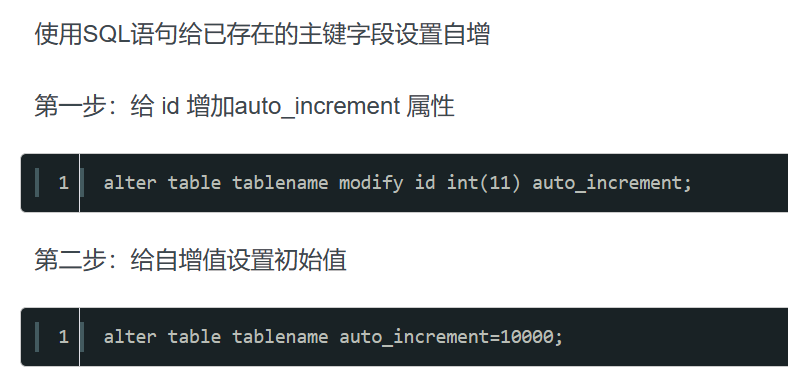 使用SQL语句给已存在的主键字段设置自增
第一步：给 id 增加auto_increment 属性
1 alter table tablename modify id int(11) auto_increment;
第二步：给自增值设置初始值
1 alter table tablename auto_increment=10000;